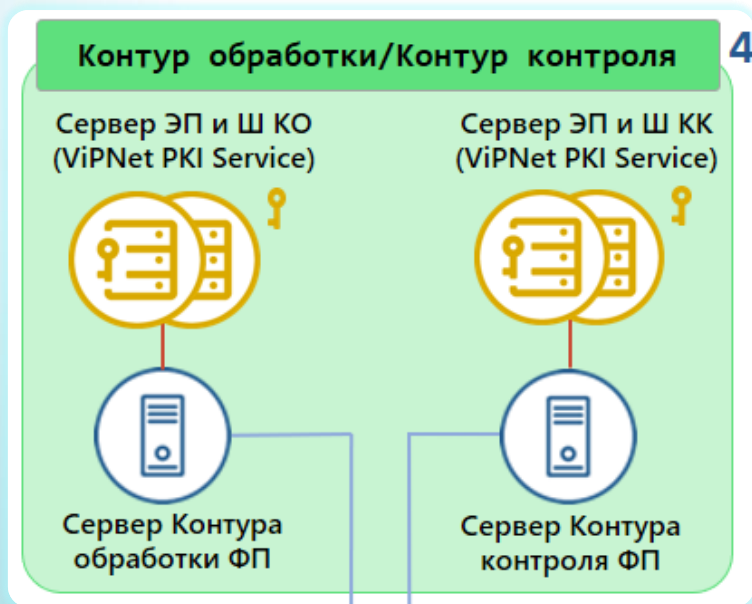 Контур обработки/Контур контроля
4
Сервер ЭП и Ш КО
(ViPNet PKI Service)
Сервер ЭП и Ш КК
(ViPNet PKI Service)
Сервер Контура
обработки ФП
Сервер Контура
контроля ФП